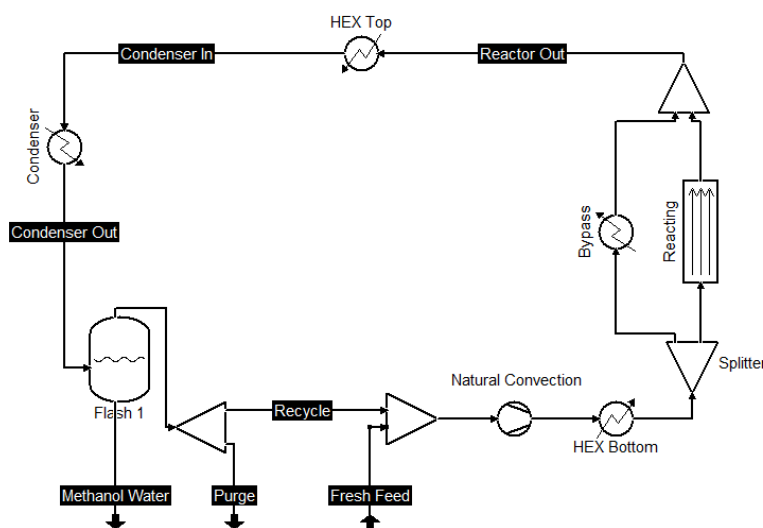 HEX Top
Condenser In
Reactor Out
Condenser
Bypass
Reacting
Condenser Out
Splitter
Natural Convection
Flash 1
Recycle
HEX Bottom
Methanol Water
Purge
Fresh Feed